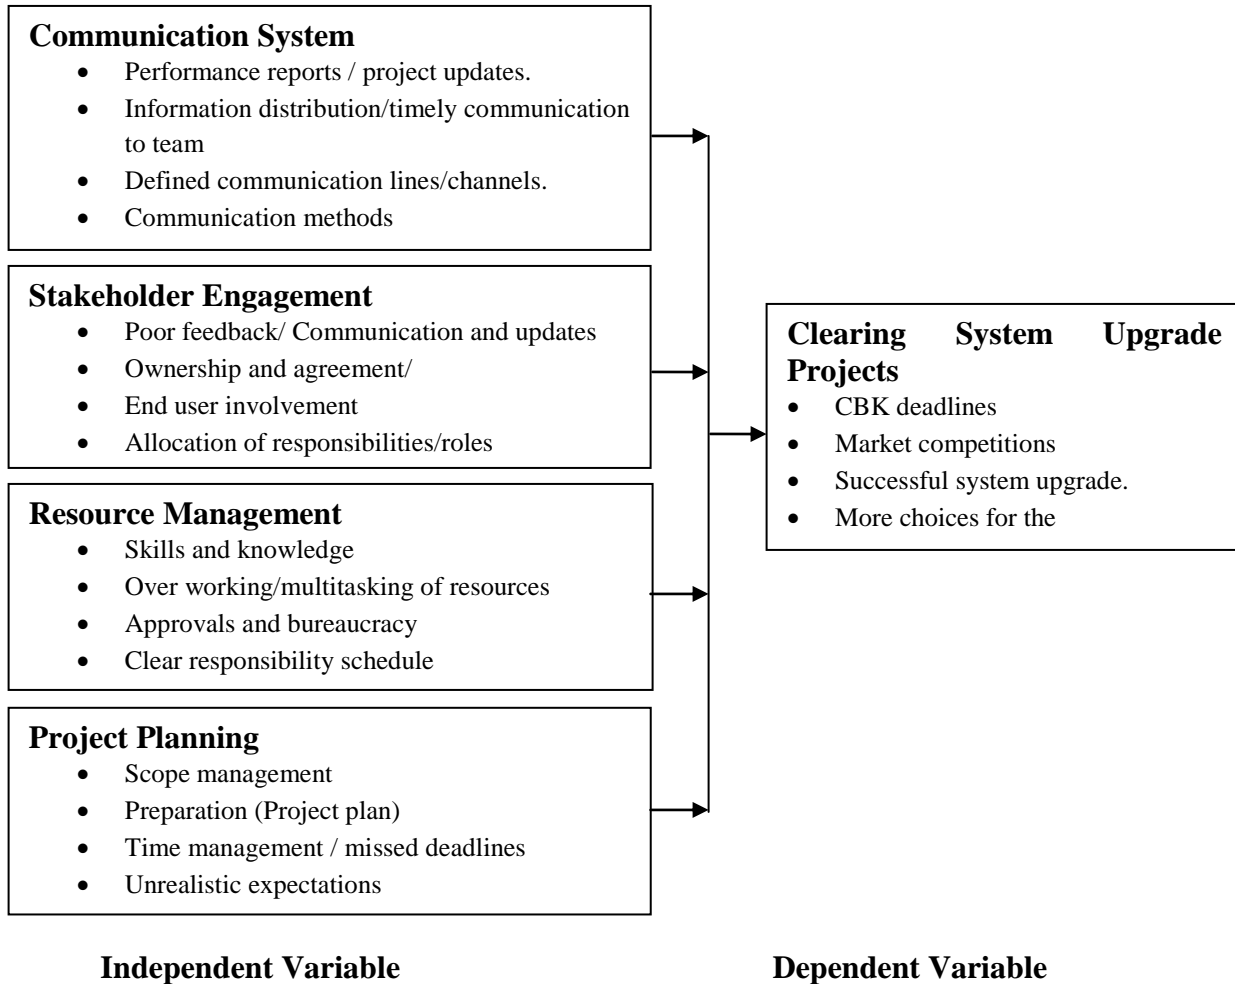 Communication System
• Performance reports / project updates.
• Information distribution/timely communication
to team
• Defined communication lines/channels.
• Communication methods
Stakeholder Engagement
• Poor feedback/ Communication and updates
• Ownership and agreement/
• End user involvement
• Allocation of responsibilities/roles
Resource Management
• Skills and knowledge
• Over working/multitasking of resources
• Approvals and bureaucracy
• Clear responsibility schedule
Project Planning
• Scope management
• Preparation (Project plan)
• Time management / missed deadlines
• Unrealistic expectations
Clearing System Upgrade
Projects
• CBK deadlines
• Market competitions
• Successful system upgrade.
• More choices for the
Independent Variable
Dependent Variable